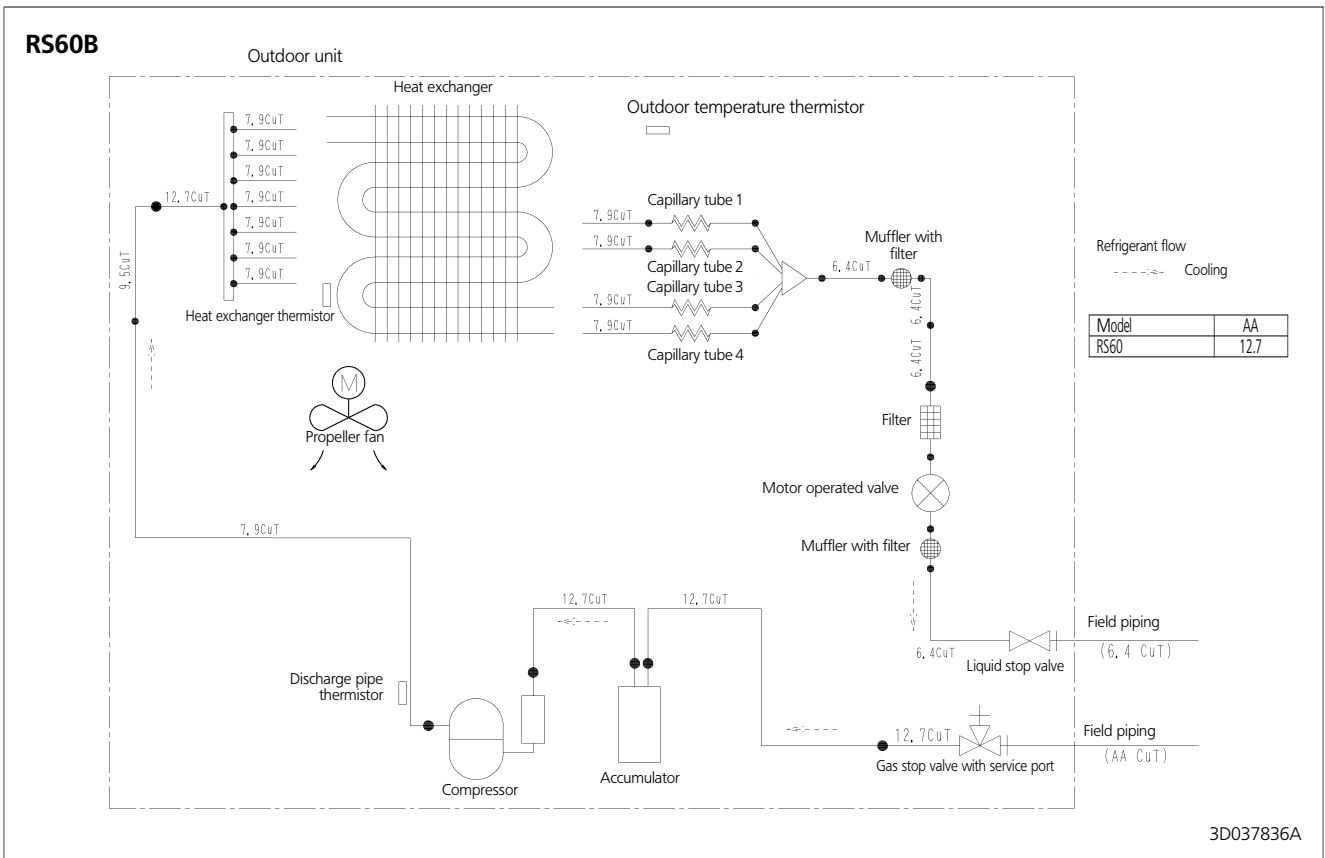 RS60B
Outdoor unit
Heat exchanger
Outdoor temperature thermistor
7.9CuT
7.9CuT
7.9CuT
12.7CuT
7.9CuT
7.9CuT
7.9CuT
7.9CuT
9.5CuT
Heat exchanger thermistor
Capillary tube 1
7.9CuT
7.9CuT
Capillary tube 2
Capillary tube 3
7.9CuT
7.9CuT
Capillary tube 4
Muffler with
filter
6.4CuT
6.4CuT
6.4CuT
Refrigerant flow
Cooling
Model AA
RS60 12.7
M
Propeller fan
Filter
Motor operated valve
Muffler with filter
7.9CuT
12.7CuT
12.7CuT
6.4CuT
Liquid stop valve
Field piping
(6.4 CuT)
Discharge pipe
thermistor
Compressor
Accumulator
12.7CuT
Gas stop valve with service port
Field piping
(AA CuT)
3D037836A